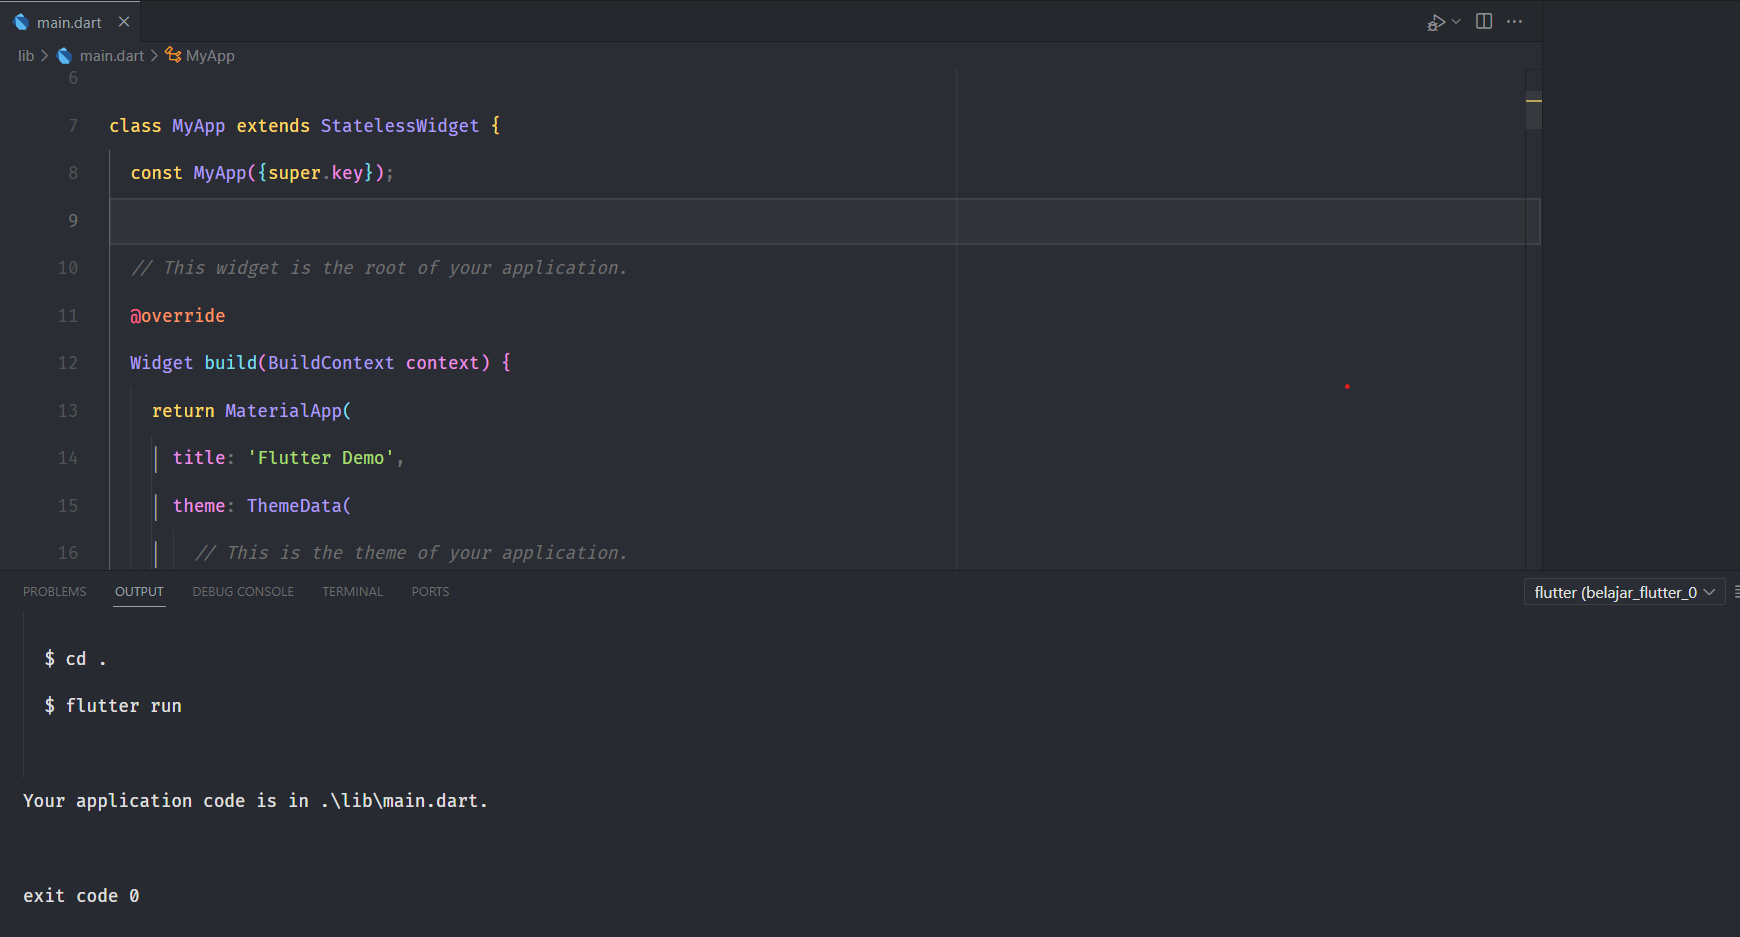 main.dart
lib > main.dart > MyApp
6
7 class MyApp extends StatelessWidget {
8 const MyApp({super.key});
9
10 // This widget is the root of your application.
11 @override
12 Widget build(BuildContext context) {
13 return MaterialApp(
14 title: 'Flutter Demo',
15 theme: ThemeData(
16 // This is the theme of your application.
PROBLEMS OUTPUT DEBUG CONSOLE TERMINAL PORTS flutter (belajar_flutter_0
$ cd .
$ flutter run
Your application code is in .\lib\main.dart.
exit code 0